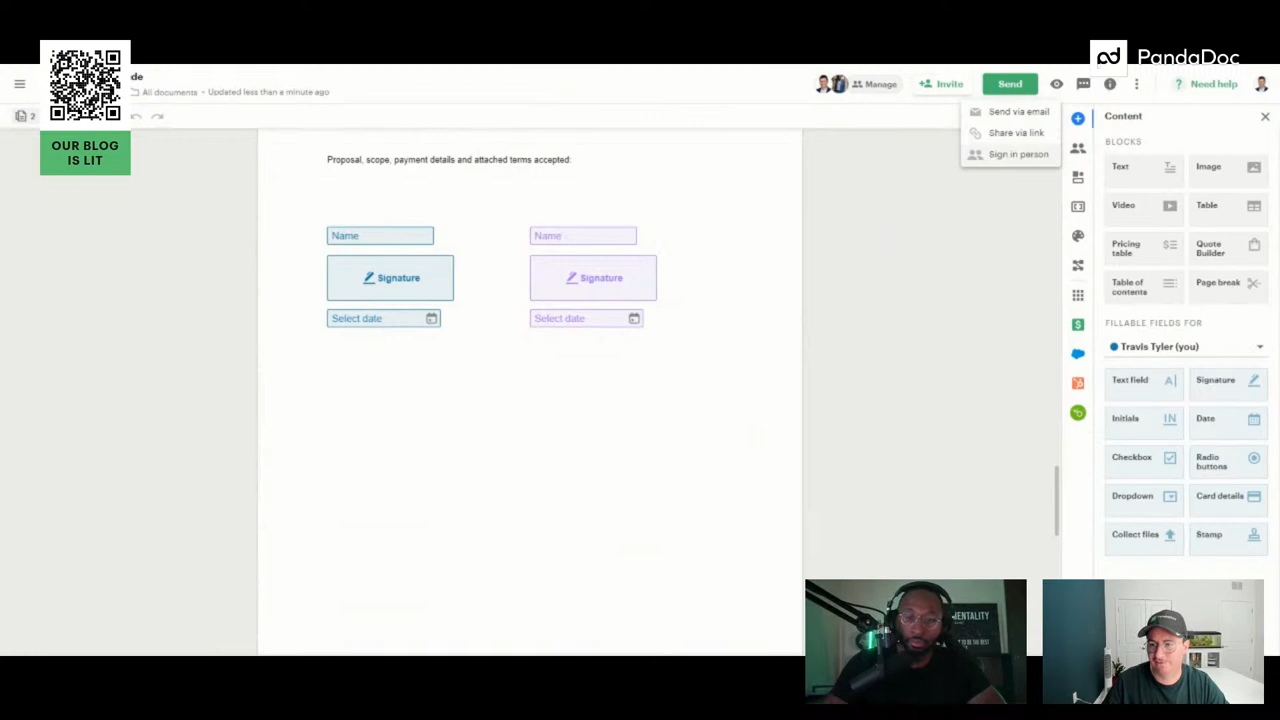 pd PandaDoc
OUR BLOG
IS LIT
de
All documents • Updated less than a minute ago
Manage
Invite
Send
Need help
2
Send via email
Share via link
Sign in person
Proposal, scope, payment details and attached terms accepted:
Name
Name
Signature
Signature
Select date
Select date
Content
BLOCKS
Text
Image
Video
Table
Pricing table
Quote Builder
Table of contents
Page break
FILLABLE FIELDS FOR
Travis Tyler (you)
Text field
Signature
Initials
Date
Checkbox
Radio buttons
Dropdown
Card details
Collect files
Stamp
MENTALITY